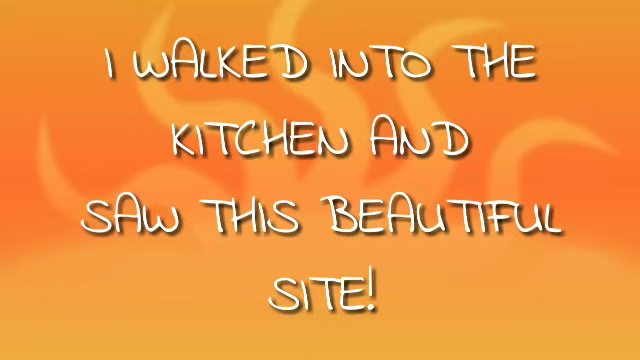 I WALKED INTO THE
KITCHEN AND
SAW THIS BEAUTIFUL
SITE!